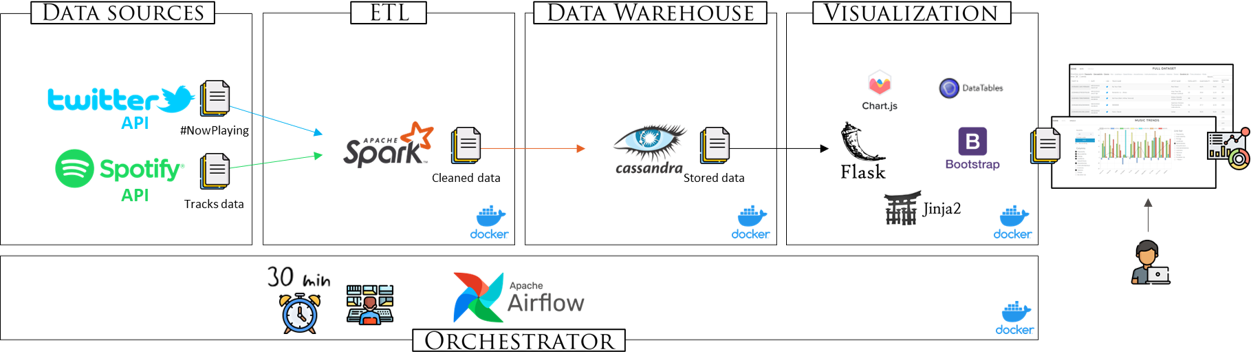 DATA SOURCES
ETL
DATA WAREHOUSE
VISUALIZATION
twitter
API
#NowPlaying
Spotify
API
Tracks data
APACHE
Spark
Cleaned data
docker
cassandra
Stored data
docker
Chart.js
DataTables
Flask
B
Bootstrap
Jinja2
docker
FULL DATASET
MUSIC TRENDS
30 min
Apache
Airflow
docker
ORCHESTRATOR